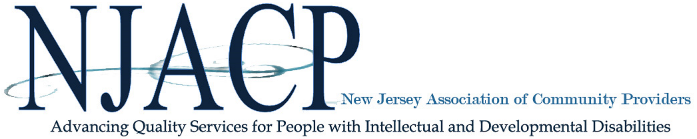 NJACP
New Jersey Association of Community Providers
Advancing Quality Services for People with Intellectual and Developmental Disabilities